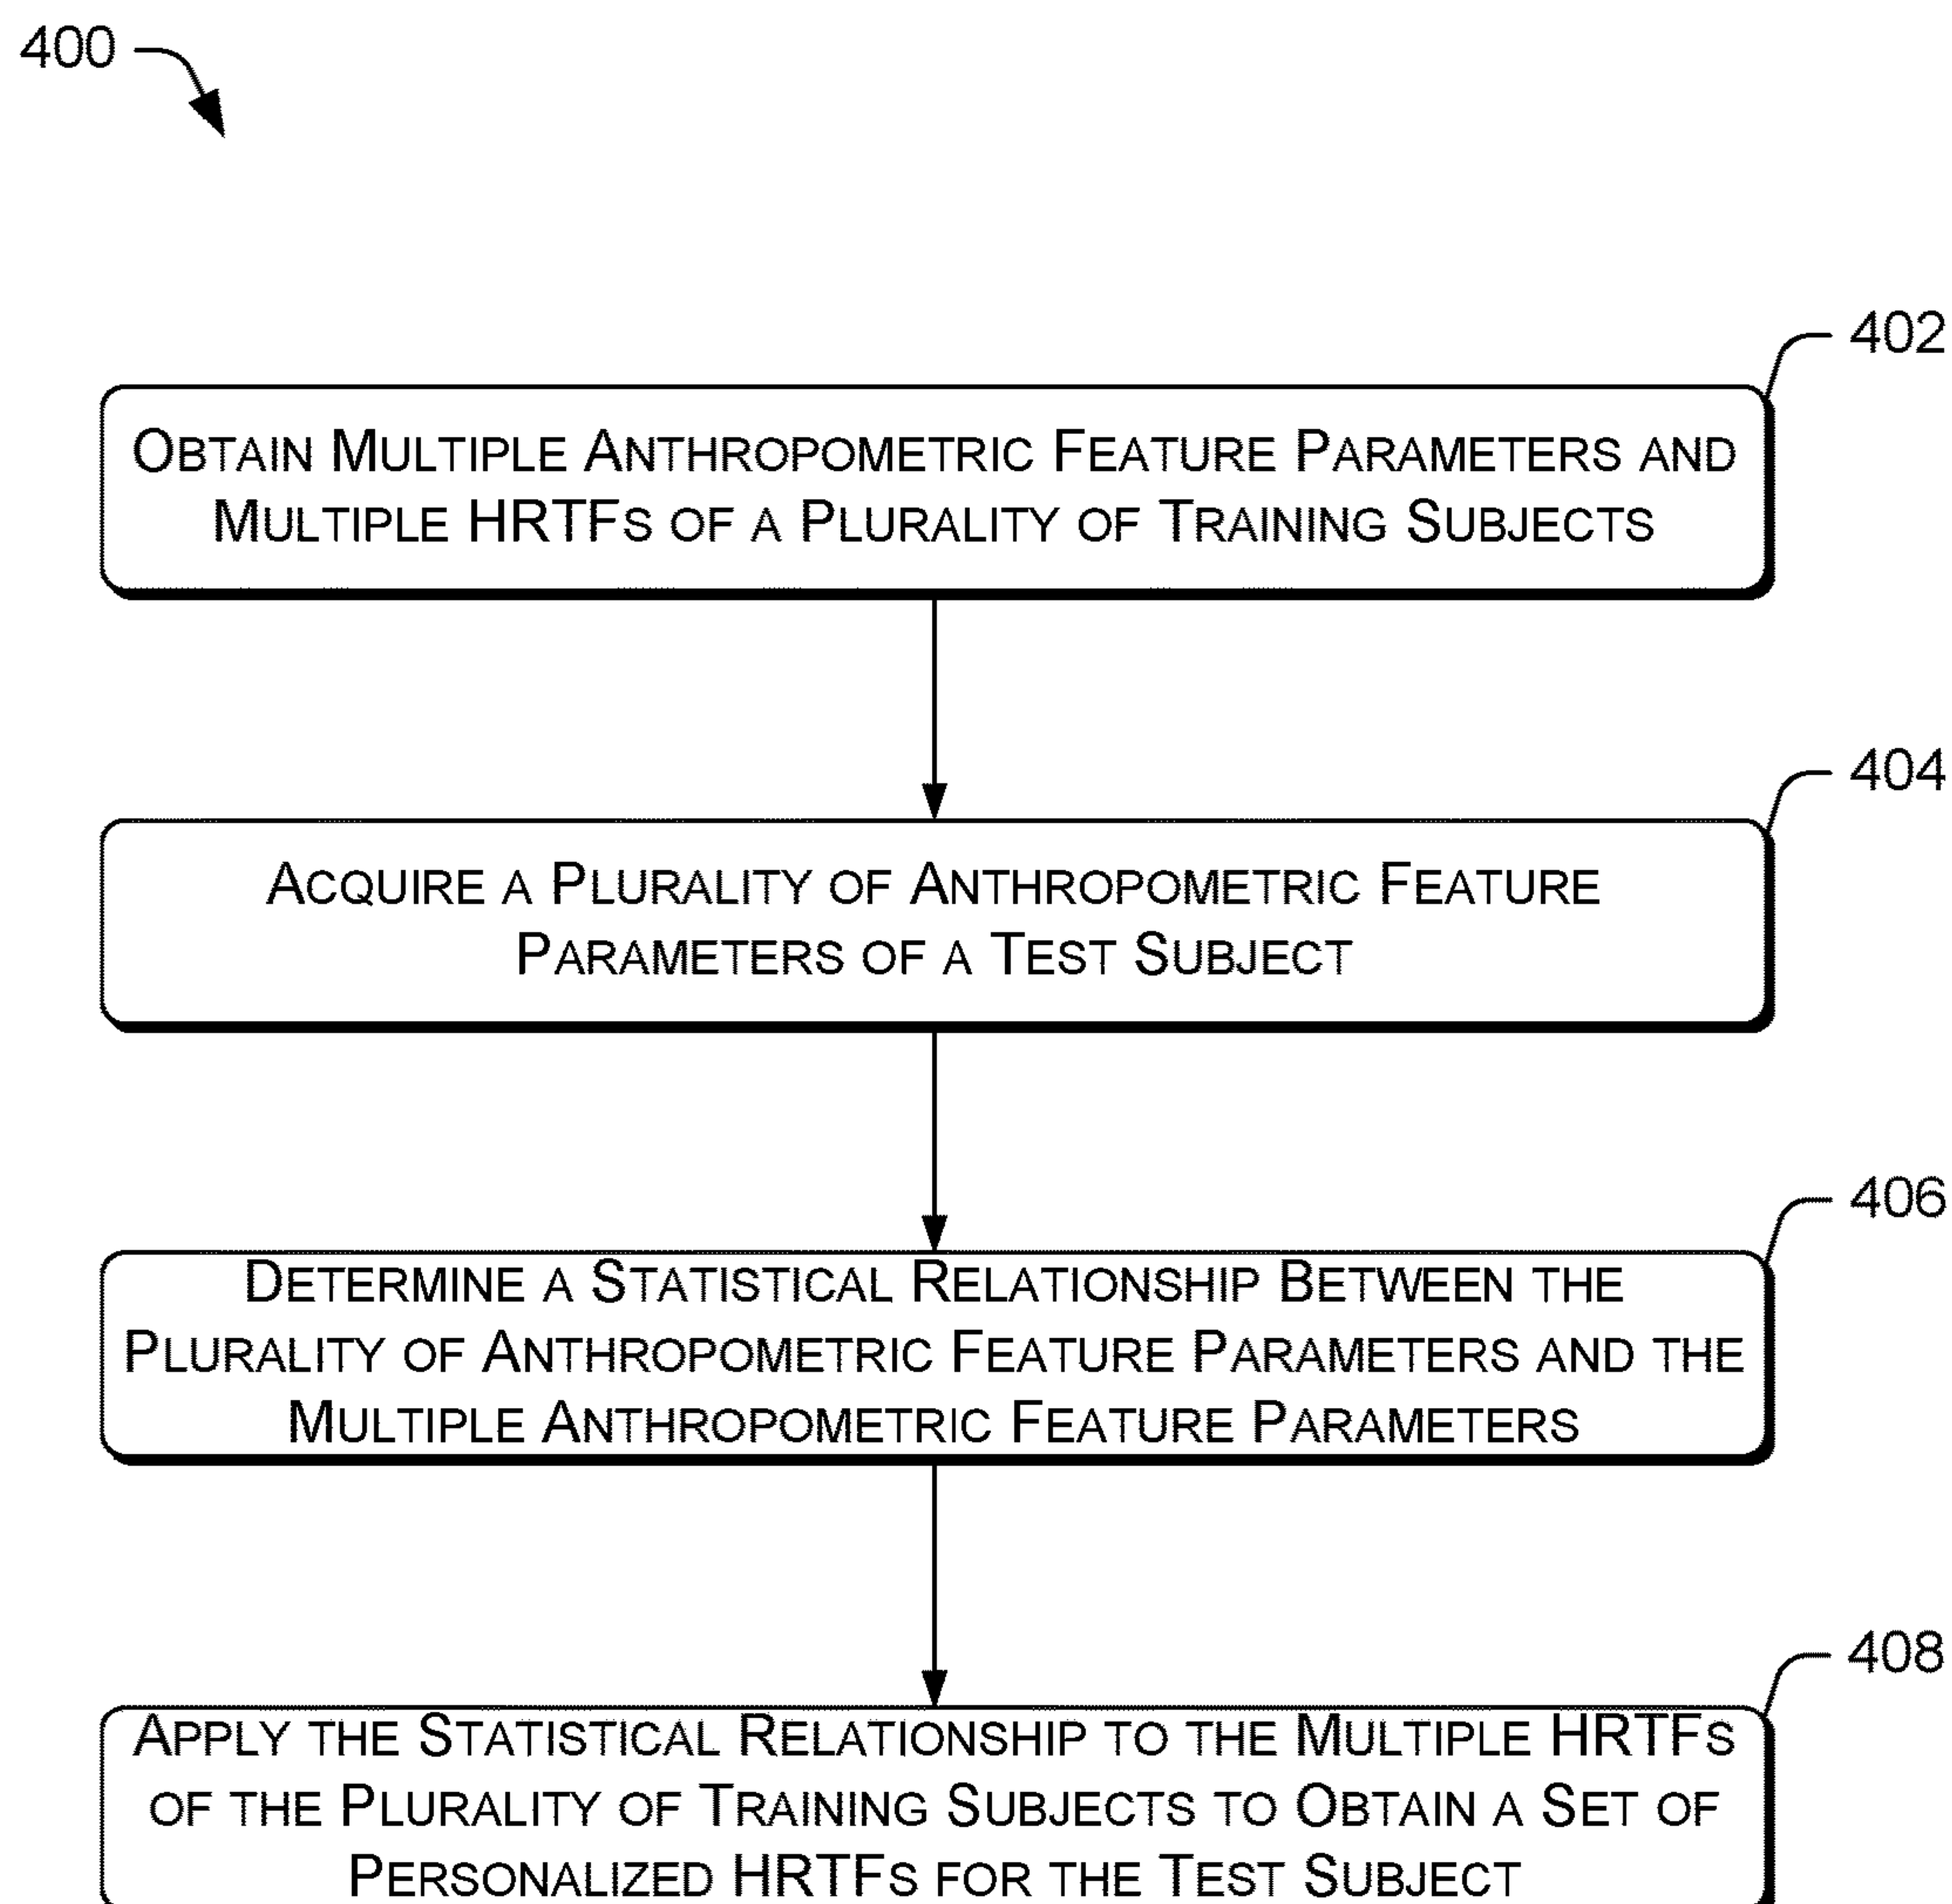 400
402
OBTAIN MULTIPLE ANTHROPOMETRIC FEATURE PARAMETERS AND
MULTIPLE HRTFS OF A PLURALITY OF TRAINING SUBJECTS
404
ACQUIRE A PLURALITY OF ANTHROPOMETRIC FEATURE
PARAMETERS OF A TEST SUBJECT
406
DETERMINE A STATISTICAL RELATIONSHIP BETWEEN THE
PLURALITY OF ANTHROPOMETRIC FEATURE PARAMETERS AND THE
MULTIPLE ANTHROPOMETRIC FEATURE PARAMETERS
408
APPLY THE STATISTICAL RELATIONSHIP TO THE MULTIPLE HRTFS
OF THE PLURALITY OF TRAINING SUBJECTS TO OBTAIN A SET OF
PERSONALIZED HRTFS FOR THE TEST SUBJECT